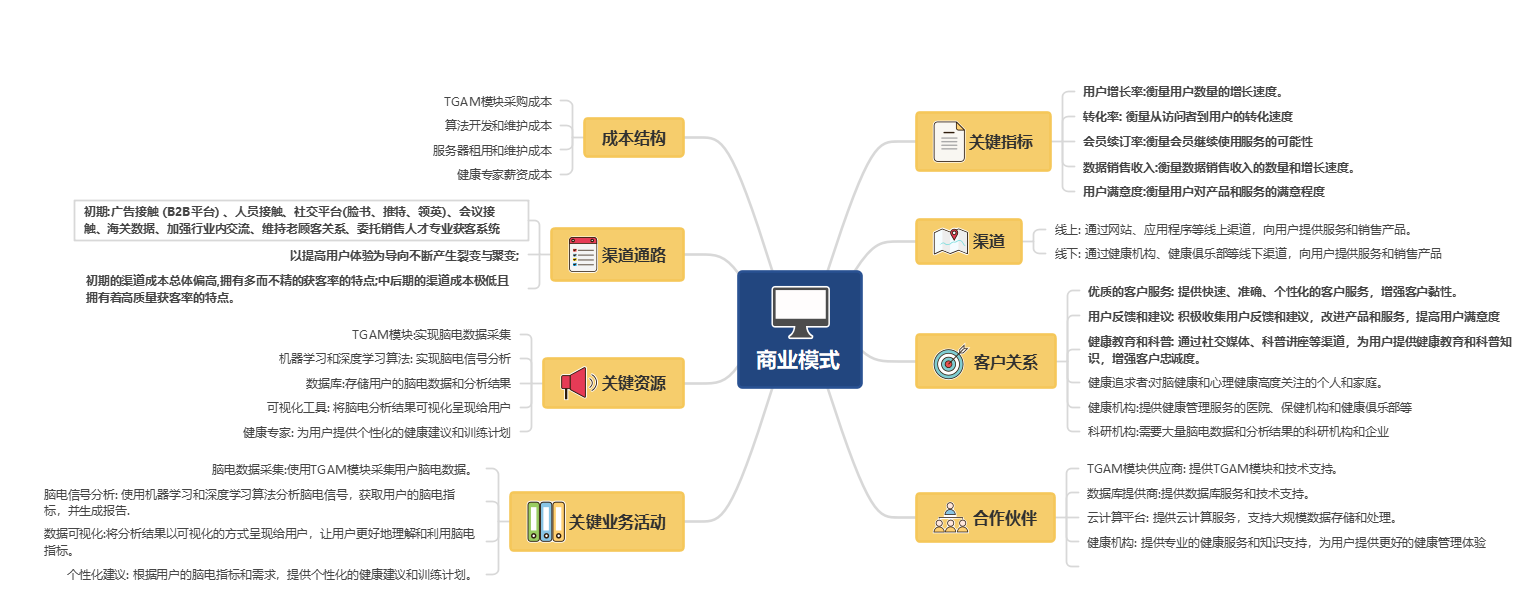 商业模式
成本结构
TGAM模块采购成本
算法开发和维护成本
服务器租用和维护成本
健康专家薪资成本
渠道通路
初期:广告接触 (B2B平台) 、人员接触、社交平台(脸书、推特、领英)、会议接
触、海关数据、加强行业内交流、维持老顾客关系、委托销售人才专业获客系统
以提高用户体验为导向不断产生裂变与聚变;
初期的渠道成本总体偏高,拥有多而不精的获客率的特点;中后期的渠道成本极低且
拥有着高质量获客率的特点。
关键资源
TGAM模块:实现脑电数据采集
机器学习和深度学习算法: 实现脑电信号分析
数据库:存储用户的脑电数据和分析结果
可视化工具: 将脑电分析结果可视化呈现给用户
健康专家: 为用户提供个性化的健康建议和训练计划
关键业务活动
脑电数据采集:使用TGAM模块采集用户脑电数据。
脑电信号分析: 使用机器学习和深度学习算法分析脑电信号，获取用户的脑电指
标，并生成报告.
数据可视化:将分析结果以可视化的方式呈现给用户，让用户更好地理解和利用脑电
指标。
个性化建议: 根据用户的脑电指标和需求，提供个性化的健康建议和训练计划。
关键指标
用户增长率:衡量用户数量的增长速度。
转化率: 衡量从访问者到用户的转化速度
会员续订率:衡量会员继续使用服务的可能性
数据销售收入:衡量数据销售收入的数量和增长速度。
用户满意度:衡量用户对产品和服务的满意程度
渠道
线上: 通过网站、应用程序等线上渠道，向用户提供服务和销售产品。
线下: 通过健康机构、健康俱乐部等线下渠道，向用户提供服务和销售产品
客户关系
优质的客户服务: 提供快速、准确、个性化的客户服务，增强客户黏性。
用户反馈和建议: 积极收集用户反馈和建议，改进产品和服务，提高用户满意度
健康教育和科普: 通过社交媒体、科普讲座等渠道，为用户提供健康教育和科普知
识，增强客户忠诚度。
健康追求者:对脑健康和心理健康高度关注的个人和家庭。
健康机构:提供健康管理服务的医院、保健机构和健康俱乐部等
科研机构:需要大量脑电数据和分析结果的科研机构和企业
合作伙伴
TGAM模块供应商: 提供TGAM模块和技术支持。
数据库提供商:提供数据库服务和技术支持。
云计算平台: 提供云计算服务，支持大规模数据存储和处理。
健康机构: 提供专业的健康服务和知识支持，为用户提供更好的健康管理体验